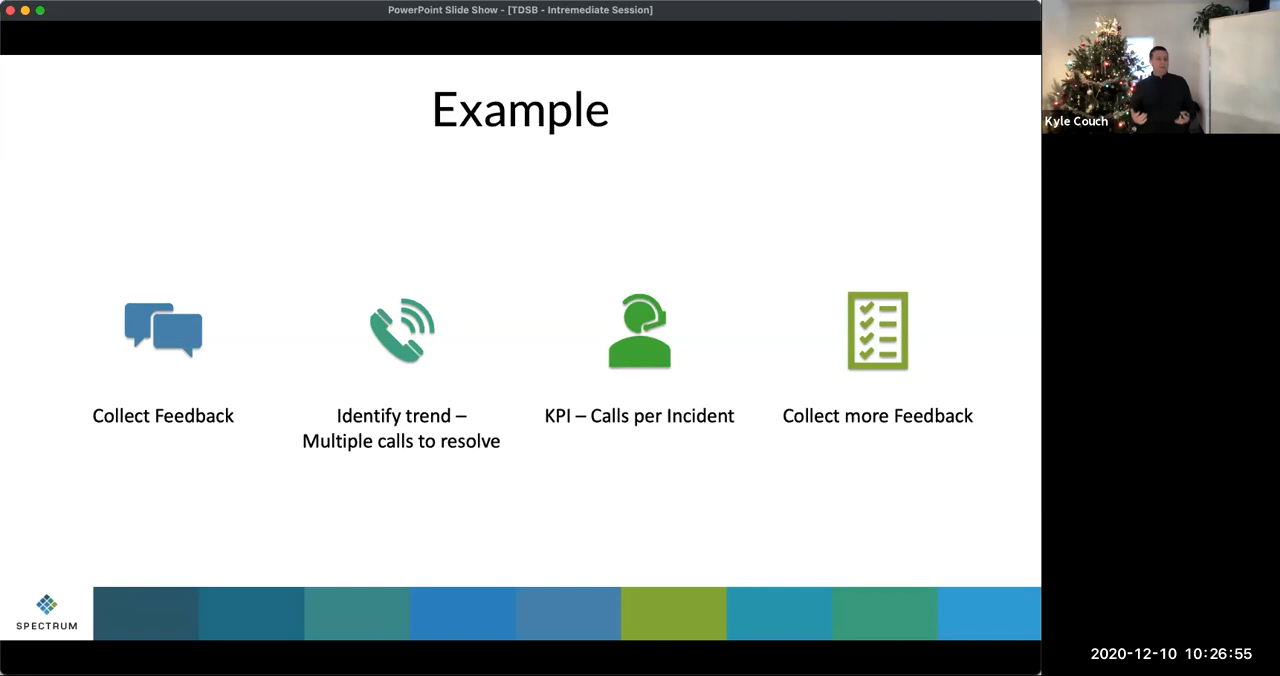 PowerPoint Slide Show - [TDSB - Intremediate Session]
Example
Collect Feedback
Identify trend –
Multiple calls to resolve
KPI – Calls per Incident
Collect more Feedback
SPECTRUM
Kyle Couch
2020-12-10 10:26:55